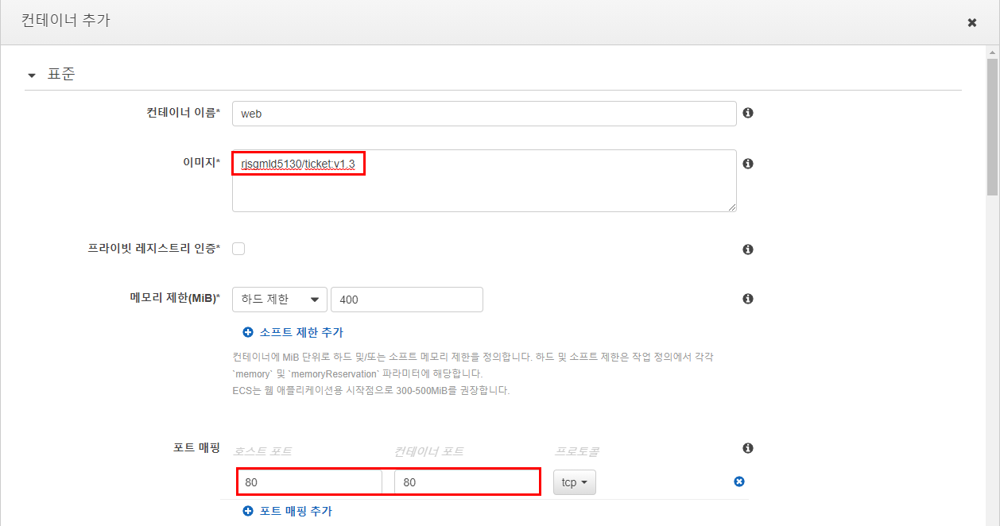 컨테이너 추가
표준
컨테이너 이름* web
이미지* rjsgmld5130/ticket:v1.3
프라이빗 레지스트리 인증*
메모리 제한(MiB)* 하드 제한 400
소프트 제한 추가
컨테이너에 MiB 단위로 하드 및/또는 소프트 메모리 제한을 정의합니다. 하드 및 소프트 제한은 작업 정의에서 각각
`memory` 및 `memoryReservation` 파라미터에 해당합니다.
ECS는 웹 애플리케이션용 시작점으로 300-500MiB를 권장합니다.
포트 매핑 호스트 포트 컨테이너 포트 프로토콜
80 80 tcp
포트 매핑 추가